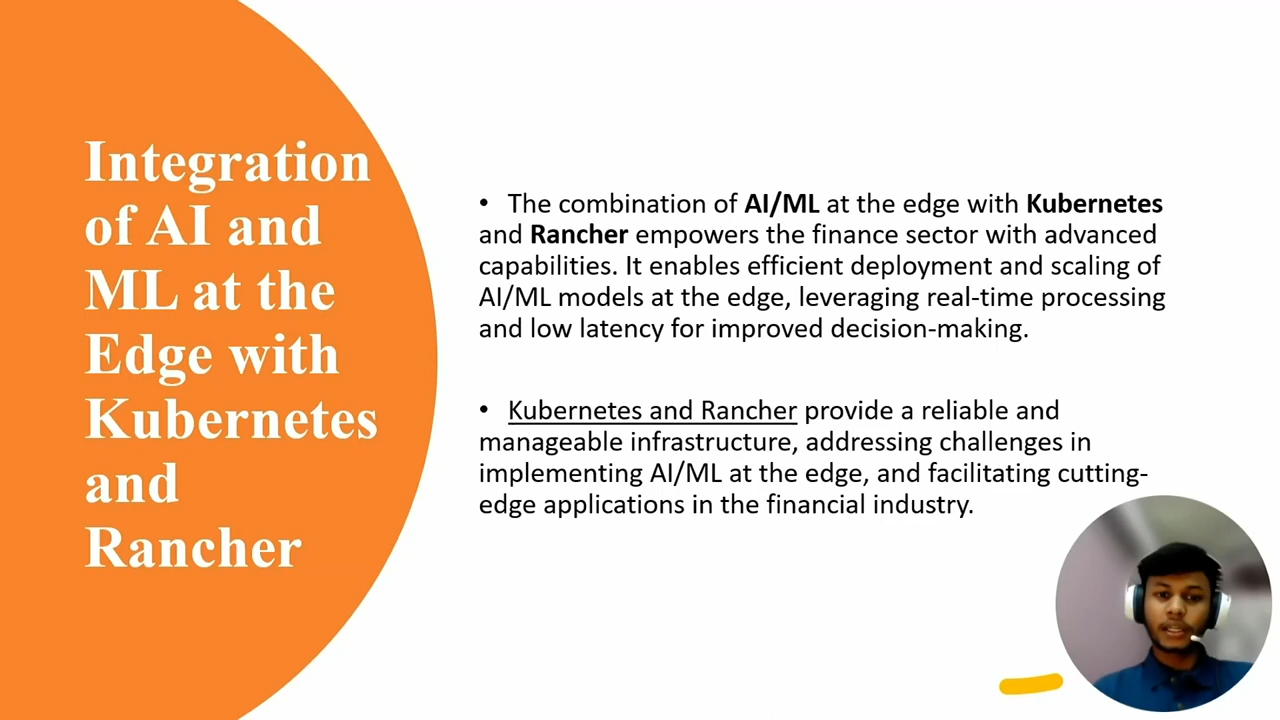 Integration
of AI and
ML at the
Edge with
Kubernetes
and
Rancher
• The combination of AI/ML at the edge with Kubernetes
and Rancher empowers the finance sector with advanced
capabilities. It enables efficient deployment and scaling of
AI/ML models at the edge, leveraging real-time processing
and low latency for improved decision-making.
• Kubernetes and Rancher provide a reliable and
manageable infrastructure, addressing challenges in
implementing AI/ML at the edge, and facilitating cutting-
edge applications in the financial industry.